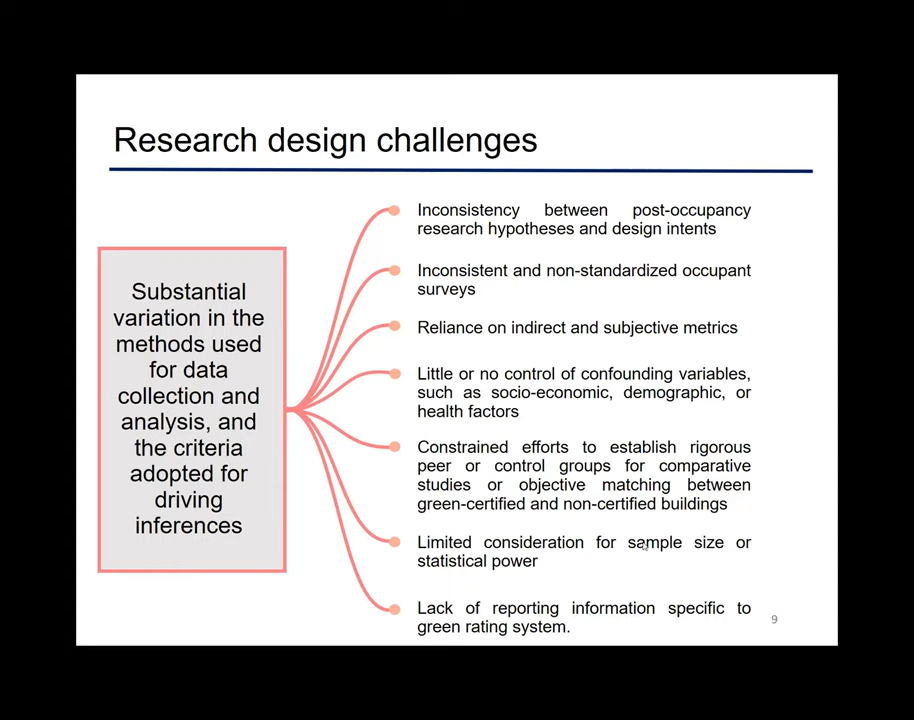 Research design challenges
Substantial
variation in the
methods used
for data
collection and
analysis, and
the criteria
adopted for
driving
inferences
Inconsistency between post-occupancy
research hypotheses and design intents
Inconsistent and non-standardized occupant
surveys
Reliance on indirect and subjective metrics
Little or no control of confounding variables,
such as socio-economic, demographic, or
health factors
Constrained efforts to establish rigorous
peer or control groups for comparative
studies or objective matching between
green-certified and non-certified buildings
Limited consideration for sample size or
statistical power
Lack of reporting information specific to
green rating system.
9